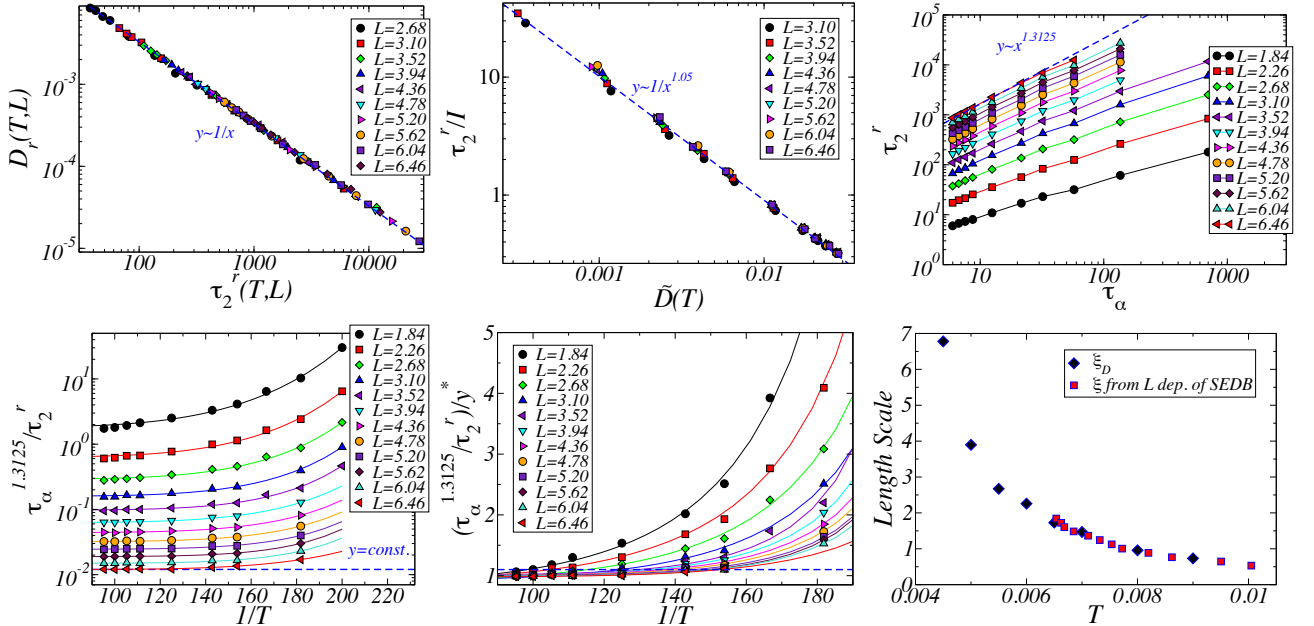 D_r(T,L)
10^-3
10^-4
10^-5
100
1000
10000
τ_2^r(T,L)
y~1/x
L=2.68
L=3.10
L=3.52
L=3.94
L=4.36
L=4.78
L=5.20
L=5.62
L=6.04
L=6.46
τ_2^r/I
10
1
0.001
0.01
D̃(T)
y~1/x^1.05
L=3.10
L=3.52
L=3.94
L=4.36
L=4.78
L=5.20
L=5.62
L=6.04
L=6.46
τ_2^r
10^5
10^4
10^3
10^2
10^1
10^0
10
100
1000
τ_α
y~x^1.3125
L=1.84
L=2.26
L=2.68
L=3.10
L=3.52
L=3.94
L=4.36
L=4.78
L=5.20
L=5.62
L=6.04
L=6.46
τ_α^1.3125/τ_2^r
10^1
10^0
10^-1
10^-2
100 120 140 160 180 200 220
1/T
y=const.
L=1.84
L=2.26
L=2.68
L=3.10
L=3.52
L=3.94
L=4.36
L=4.78
L=5.20
L=5.62
L=6.04
L=6.46
(τ_α^1.3125/τ_2^r)/y^*
5
4
3
2
1
100 120 140 160 180
1/T
L=1.84
L=2.26
L=2.68
L=3.10
L=3.52
L=3.94
L=4.36
L=4.78
L=5.20
L=5.62
L=6.04
L=6.46
Length Scale
7
6
5
4
3
2
1
0
0.004 0.006 0.008 0.01
T
ξ_D
ξ from L dep. of SEDB